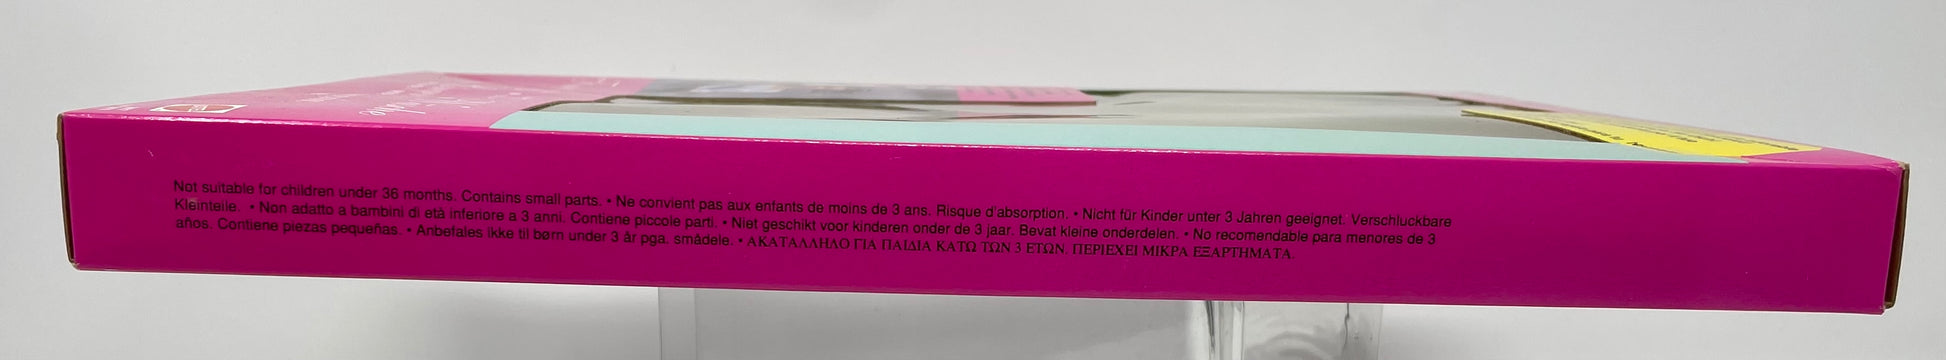 Not suitable for children under 36 months. Contains small parts. • Ne convient pas aux enfants de moins de 3 ans. Risque d'absorption. • Nicht für Kinder unter 3 Jahren geeignet. Verschluckbare
Kleinteile. • Non adatto a bambini di età inferiore a 3 anni. Contiene piccole parti. • Niet geschikt voor kinderen onder de 3 jaar. Bevat kleine onderdelen. • No recomendable para menores de 3
años. Contiene piezas pequeñas. • Anbefales ikke til børn under 3 år pga. smådele. • ΑΚΑΤΑΛΛΗΛΟ ΓΙΑ ΠΑΙΔΙΑ ΚΑΤΩ ΤΩΝ 3 ΕΤΩΝ. ΠΕΡΙΕΧΕΙ ΜΙΚΡΑ ΕΞΑΡΤΗΜΑΤΑ.